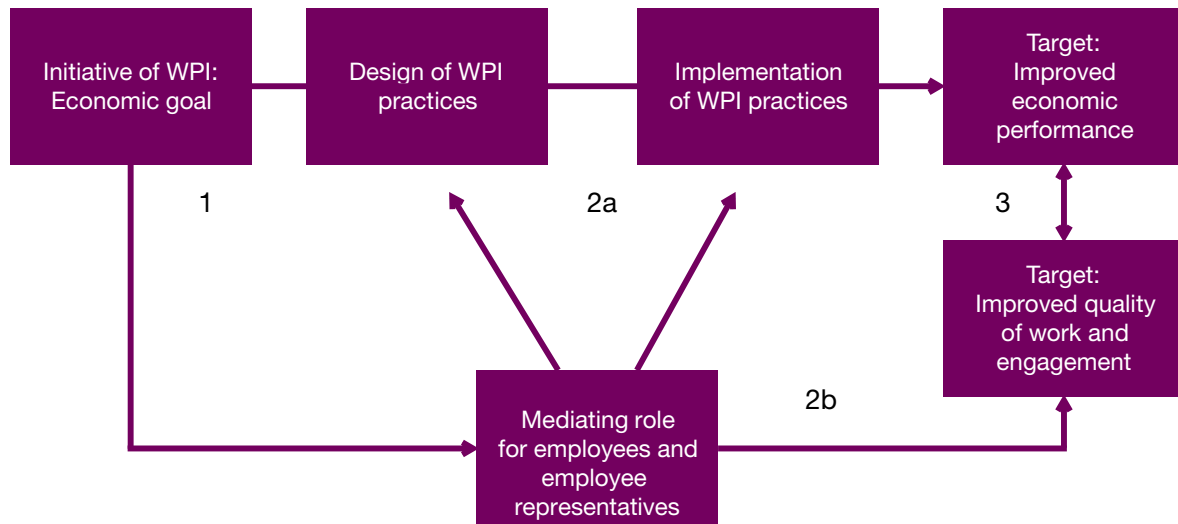 Initiative of WPI:
Economic goal
Design of WPI
practices
Implementation
of WPI practices
Target:
Improved
economic
performance
1
2a
3
Target:
Improved quality
of work and
engagement
2b
Mediating role
for employees and
employee
representatives